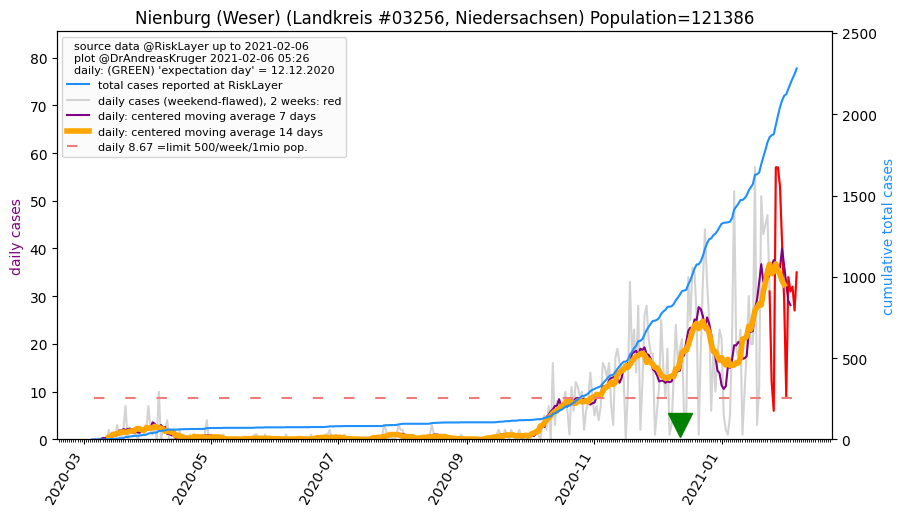 Nienburg (Weser) (Landkreis #03256, Niedersachsen) Population=121386
source data @RiskLayer up to 2021-02-06
plot @DrAndreasKruger 2021-02-06 05:26
daily: (GREEN) 'expectation day' = 12.12.2020
total cases reported at RiskLayer
daily cases (weekend-flawed), 2 weeks: red
daily: centered moving average 7 days
daily: centered moving average 14 days
daily 8.67 =limit 500/week/1mio pop.
daily cases
80
70
60
50
40
30
20
10
0
cumulative total cases
2500
2000
1500
1000
500
0
2020-03
2020-05
2020-07
2020-09
2020-11
2021-01